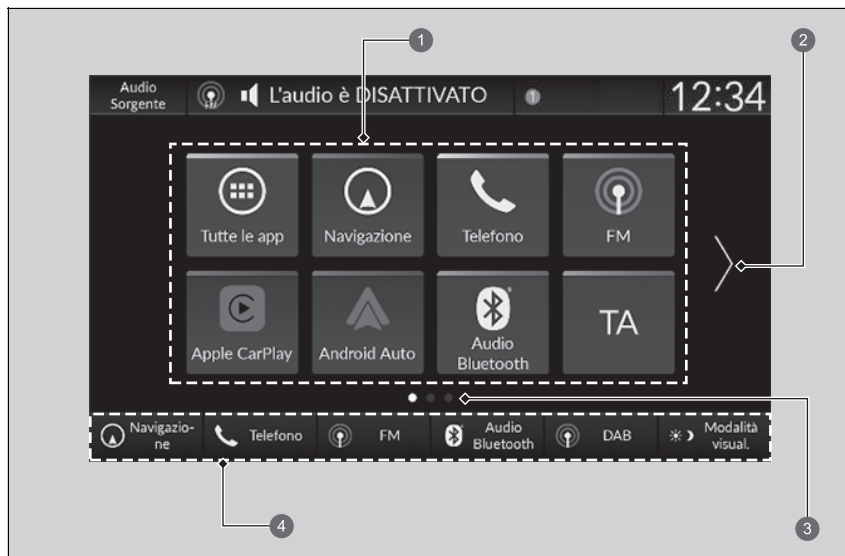 1
2
Audio
Sorgente
L'audio è DISATTIVATO
1
12:34
Tutte le app
Navigazione
Telefono
FM
Apple CarPlay
Android Auto
Audio
Bluetooth
TA
Navigazio-
ne
Telefono
FM
Audio
Bluetooth
DAB
Modalità
visual.
4
3